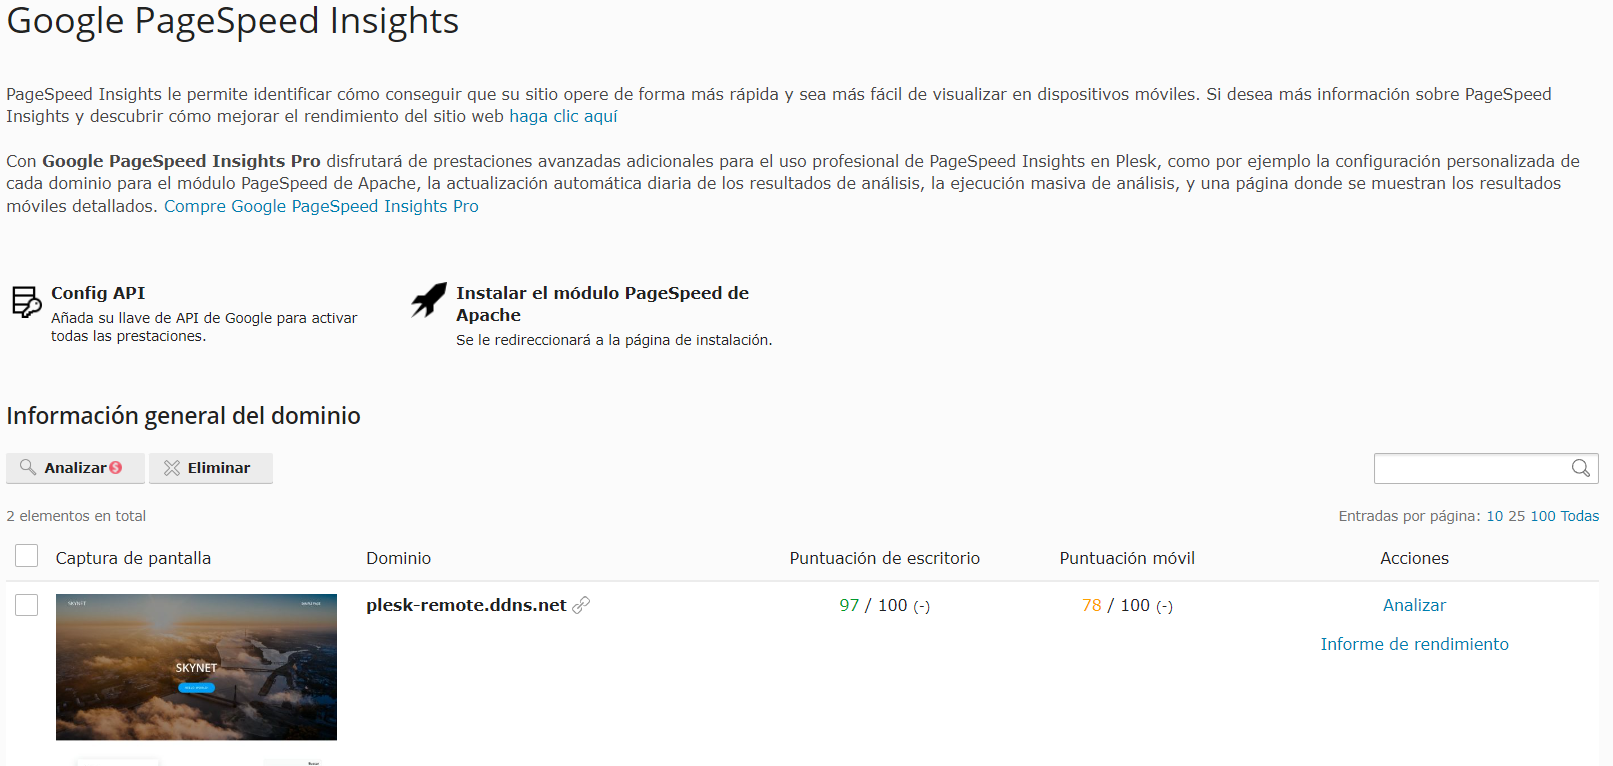 Google PageSpeed Insights
PageSpeed Insights le permite identificar cómo conseguir que su sitio opere de forma más rápida y sea más fácil de visualizar en dispositivos móviles. Si desea más información sobre PageSpeed
Insights y descubrir cómo mejorar el rendimiento del sitio web haga clic aquí
Con Google PageSpeed Insights Pro disfrutará de prestaciones avanzadas adicionales para el uso profesional de PageSpeed Insights en Plesk, como por ejemplo la configuración personalizada de
cada dominio para el módulo PageSpeed de Apache, la actualización automática diaria de los resultados de análisis, la ejecución masiva de análisis, y una página donde se muestran los resultados
móviles detallados. Compre Google PageSpeed Insights Pro
Config API
Añada su llave de API de Google para activar
todas las prestaciones.
Instalar el módulo PageSpeed de
Apache
Se le redireccionará a la página de instalación.
Información general del dominio
Analizar $ Eliminar
2 elementos en total
Entradas por página: 10 25 100 Todas
Captura de pantalla Dominio Puntuación de escritorio Puntuación móvil Acciones
plesk-remote.ddns.net 97 / 100 (-) 78 / 100 (-) Analizar
Informe de rendimiento
SKYNET
SKYNET